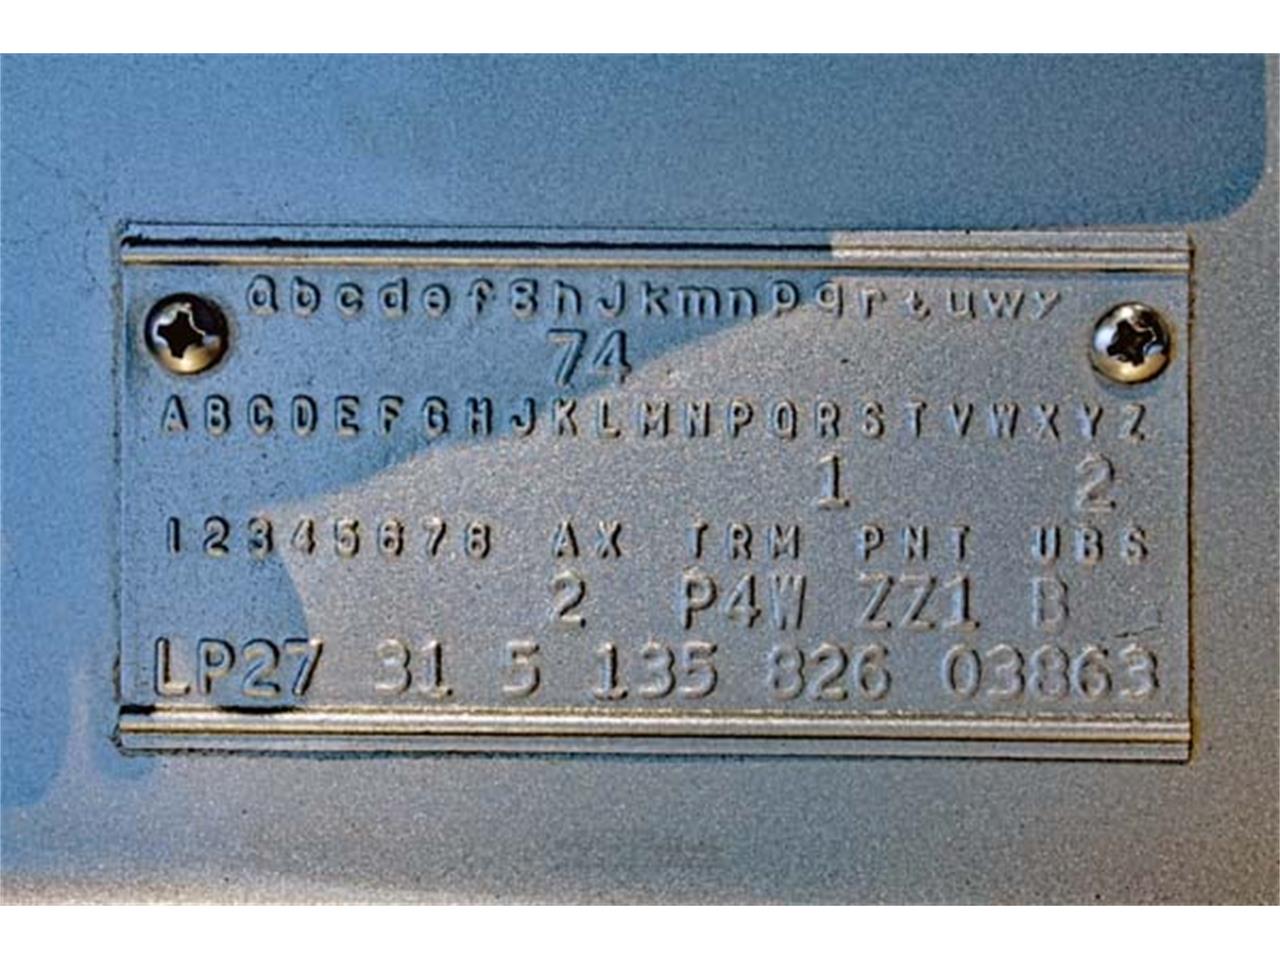 abcdefghJkmnpqrtuwy
74
ABCDEFGHJKLMNPQRSTVWXYZ
1 2
12345678 AX TRM PNT UBS
2 P4W ZZ1 B
LP27 31 5 135 826 03863